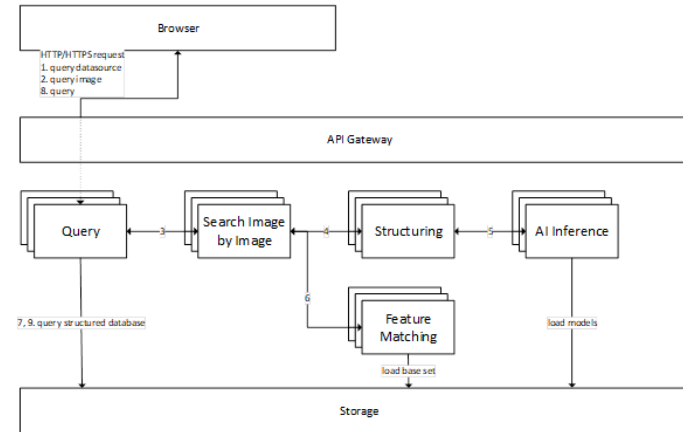 Browser
HTTP/HTTPS request
1. query datasource
2. query image
8. query
API Gateway
Query
3
Search Image
by Image
4
Structuring
5
AI Inference
6
Feature
Matching
7, 9. query structured database
load models
load base set
Storage